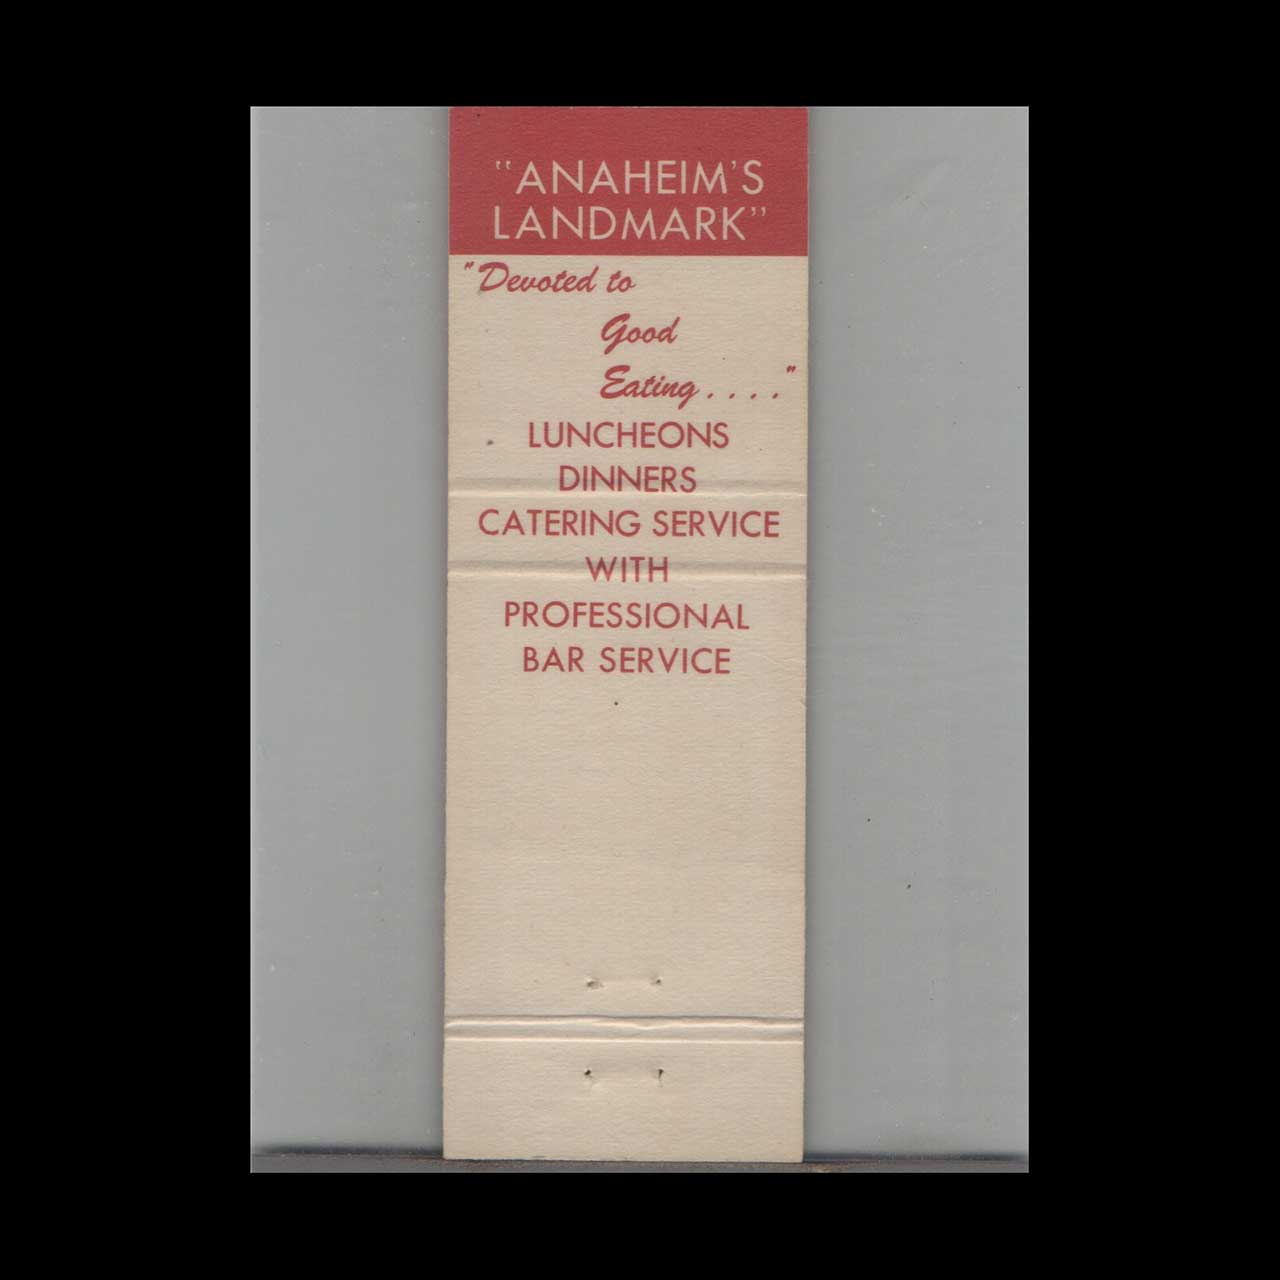 "ANAHEIM'S
LANDMARK"
"Devoted to
Good
Eating . . . ."
LUNCHEONS
DINNERS
CATERING SERVICE
WITH
PROFESSIONAL
BAR SERVICE